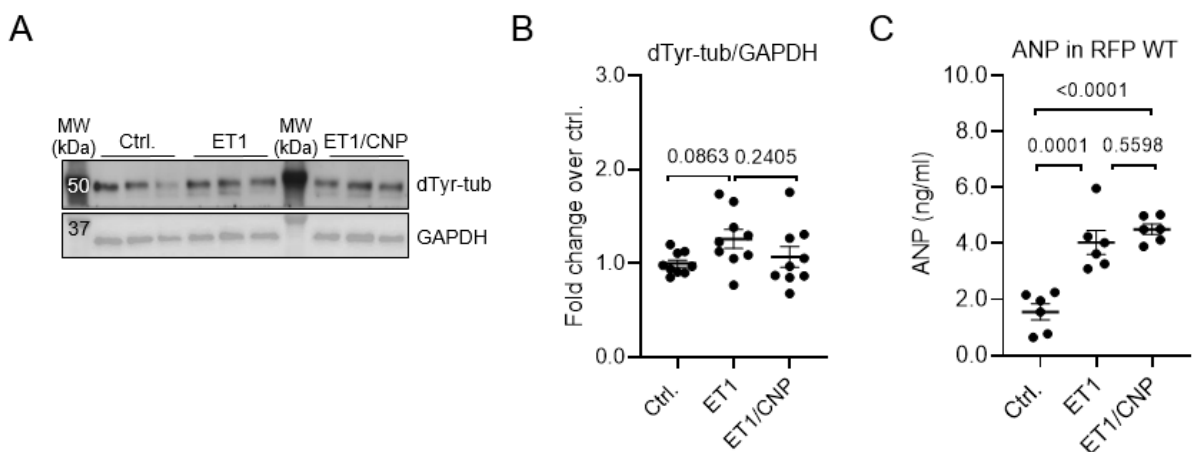 A
MW
(kDa)
Ctrl.
ET1
MW
(kDa)
ET1/CNP
50
dTyr-tub
37
GAPDH
B
dTyr-tub/GAPDH
Fold change over ctrl.
3.0
2.0
1.0
0.0
0.0863
0.2405
Ctrl.
ET1
ET1/CNP
C
ANP in RFP WT
ANP (ng/ml)
10.0
8.0
6.0
4.0
2.0
0.0
<0.0001
0.0001
0.5598
Ctrl.
ET1
ET1/CNP